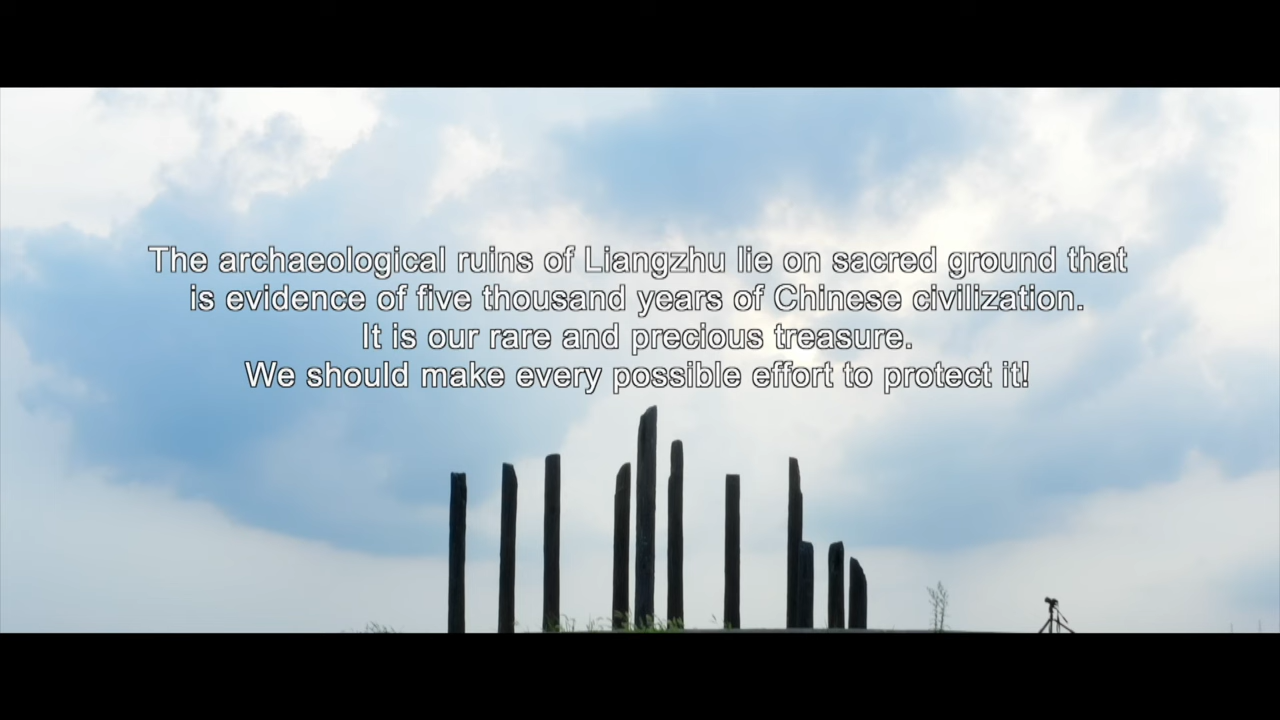 The archaeological ruins of Liangzhu lie on sacred ground that
is evidence of five thousand years of Chinese civilization.
It is our rare and precious treasure.
We should make every possible effort to protect it!